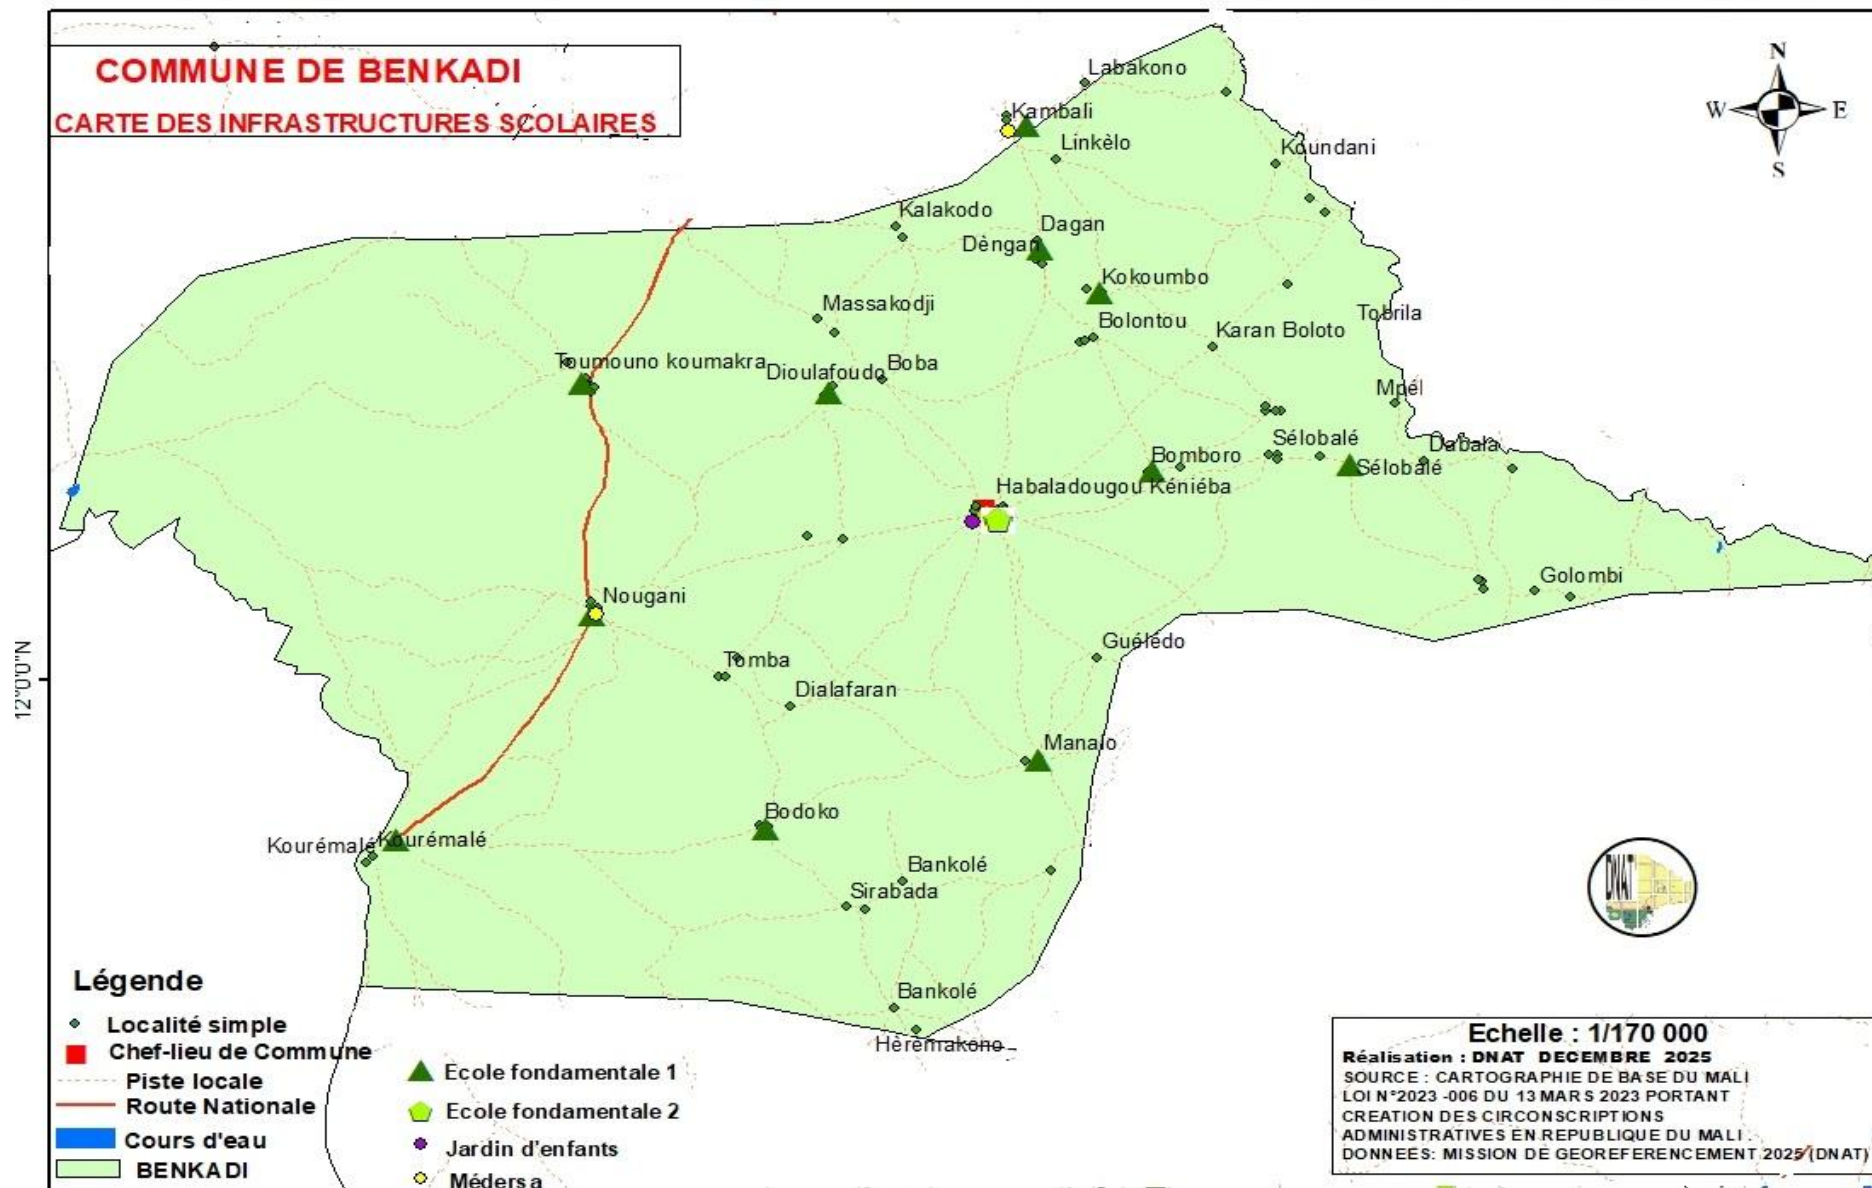 COMMUNE DE BENKADI
CARTE DES INFRASTRUCTURES SCOLAIRES
N
W
E
S
Labakono
Kambali
Linkèlo
Koundani
Kalakodo
Dagan
Dèngan
Kokoumbo
Massakodji
Bolontou
Karan Boloto
Tobrila
Toumouno koumakra
Dioulafoudo
Boba
Mpél
Sélobalé
Dabala
Bomboro
Sélobalé
Habaladougou Kéniéba
Nougani
Golombi
Guélédo
12°0'0"N
Tomba
Dialafaran
Manalo
Bodoko
Kourémalé
Kourémalé
Bankolé
Sirabada
DNAT
Bankolé
Hèrèmakono
Légende
Localité simple
Chef-lieu de Commune
Piste locale
Route Nationale
Cours d'eau
BENKADI
Ecole fondamentale 1
Ecole fondamentale 2
Jardin d'enfants
Médersa
Echelle : 1/170 000
Réalisation : DNAT DECEMBRE 2025
SOURCE : CARTOGRAPHIE DE BASE DU MALI
LOI N°2023 -006 DU 13 MARS 2023 PORTANT
CREATION DES CIRCONSCRIPTIONS
ADMINISTRATIVES EN REPUBLIQUE DU MALI .
DONNEES: MISSION DE GEOREFERENCEMENT 2025 (DNAT)